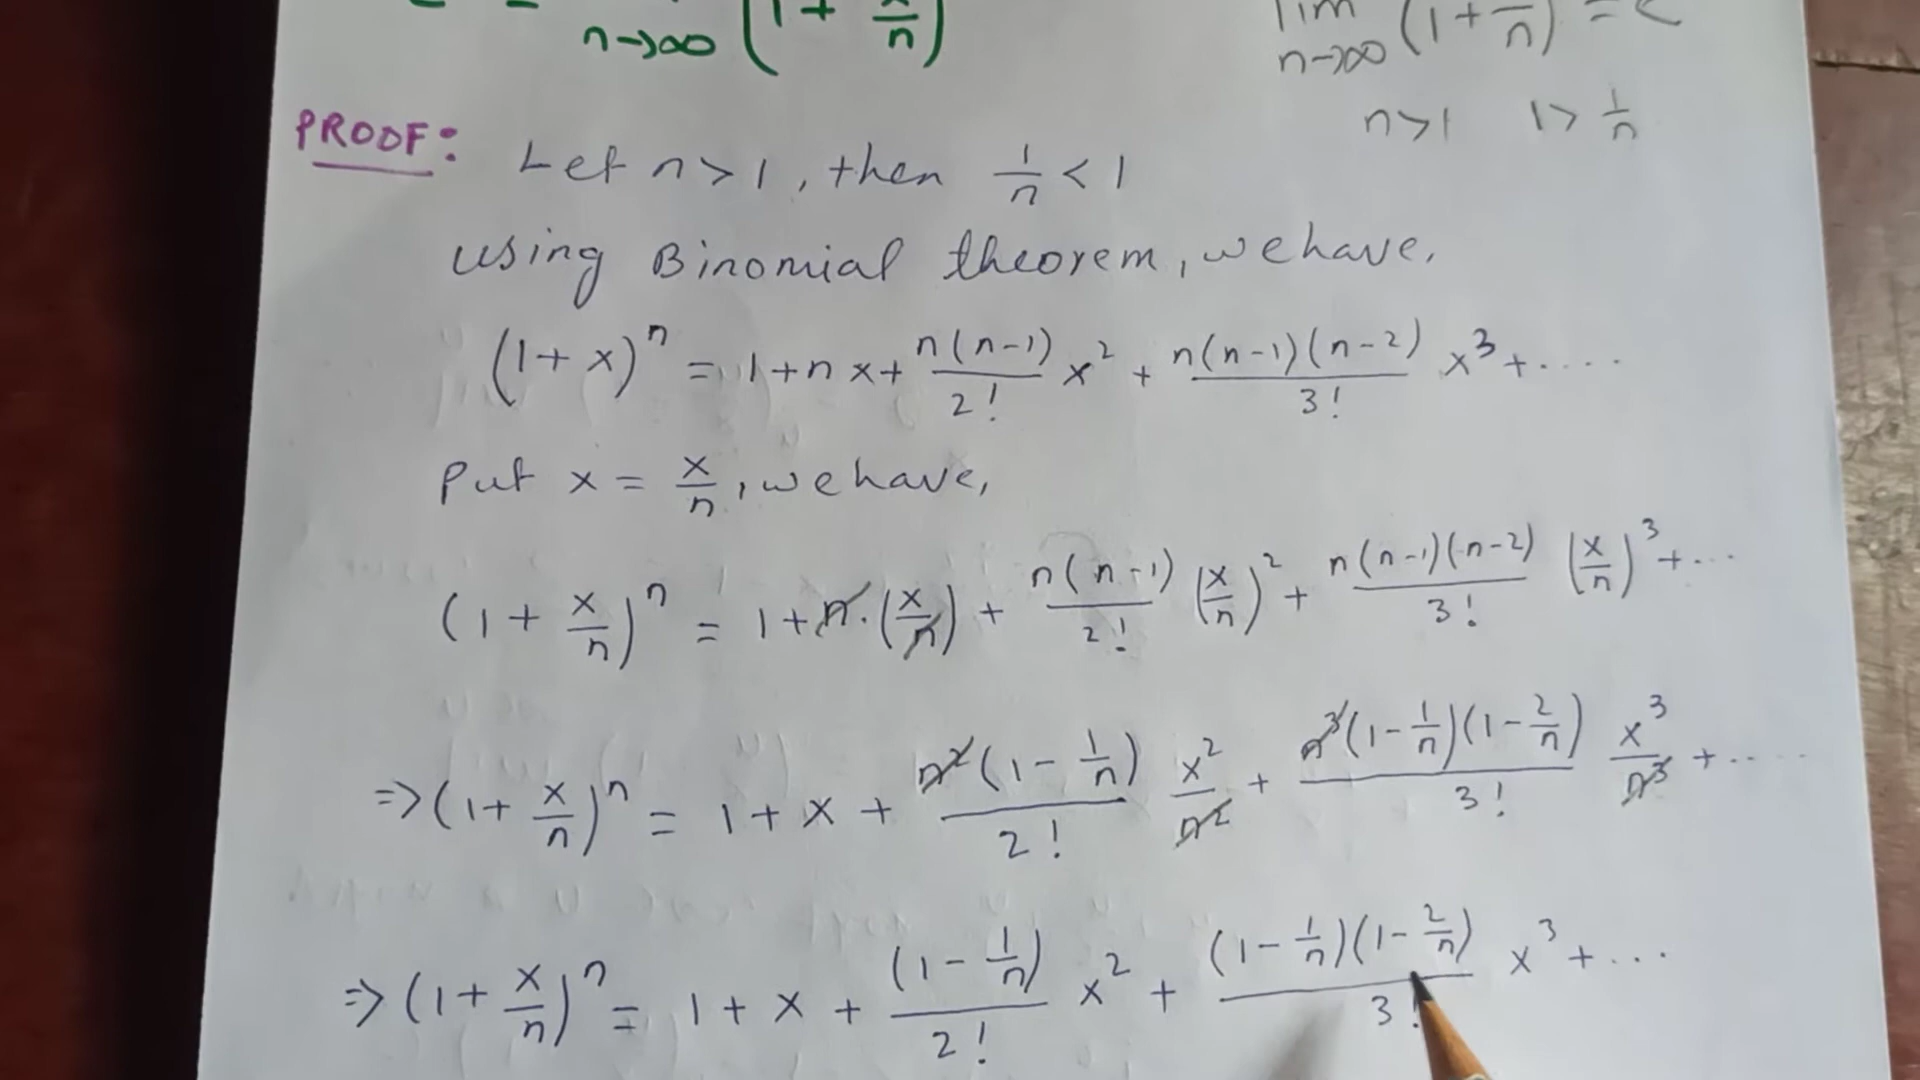 n→∞ (1 + x/n)
lim n→∞ (1 + /n) =
n>1 1> 1/n
PROOF: Let n>1, then 1/n < 1
using Binomial theorem, we have,
(1+x)^n = 1+nx+ n(n-1)/2! x^2 + n(n-1)(n-2)/3! x^3 +....
Put x = x/n, we have,
(1+ x/n)^n = 1+n.(x/n) + n(n-1)/2! (x/n)^2 + n(n-1)(n-2)/3! (x/n)^3 +...
⇒(1+ x/n)^n = 1+x+ n^2(1- 1/n)/2! x^2/n^2 + n^3(1- 1/n)(1- 2/n)/3! x^3/n^3 +.....
⇒(1+ x/n)^n = 1+x+ (1- 1/n)/2! x^2 + (1- 1/n)(1- 2/n)/3! x^3 +...